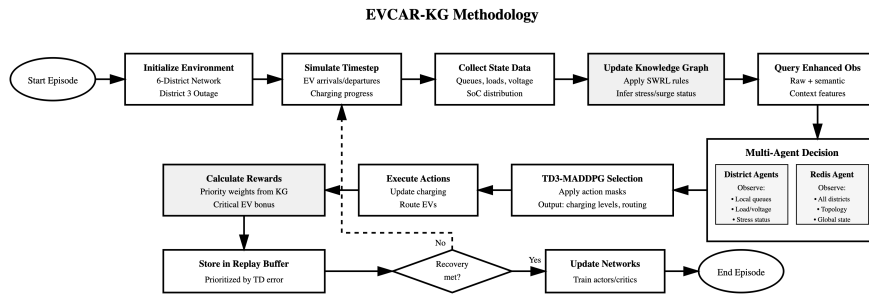 EVCAR-KG Methodology
Start Episode
Initialize Environment
6-District Network
District 3 Outage
Simulate Timestep
EV arrivals/departures
Charging progress
Collect State Data
Queues, loads, voltage
SoC distribution
Update Knowledge Graph
Apply SWRL rules
Infer stress/surge status
Query Enhanced Obs
Raw + semantic
Context features
Multi-Agent Decision
District Agents
Observe:
• Local queues
• Load/voltage
• Stress status
Redis Agent
Observe:
• All districts
• Topology
• Global state
TD3-MADDPG Selection
Apply action masks
Output: charging levels, routing
Execute Actions
Update charging
Route EVs
Calculate Rewards
Priority weights from KG
Critical EV bonus
Store in Replay Buffer
Prioritized by TD error
Recovery
met?
No
Yes
Update Networks
Train actors/critics
End Episode